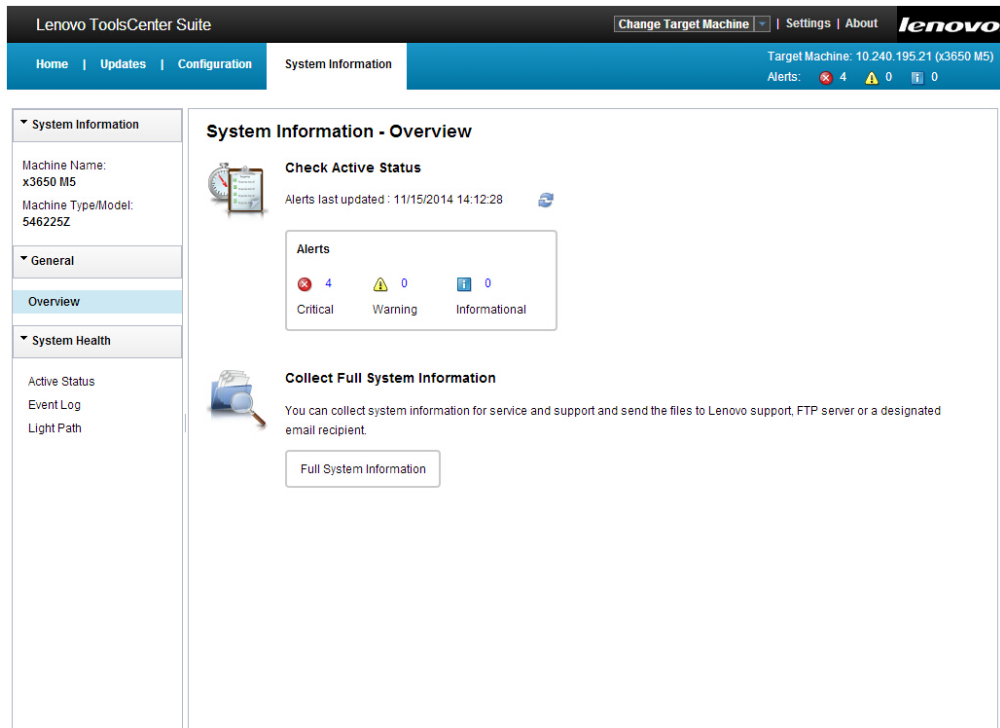 Lenovo ToolsCenter Suite
Change Target Machine | Settings | About
lenovo
Home | Updates | Configuration
System Information
Target Machine: 10.240.195.21 (x3650 M5)
Alerts: 4 0 0
System Information
Machine Name:
x3650 M5
Machine Type/Model:
546225Z
General
Overview
System Health
Active Status
Event Log
Light Path
System Information - Overview
Check Active Status
Alerts last updated : 11/15/2014 14:12:28
Alerts
4 0 0
Critical Warning Informational
Collect Full System Information
You can collect system information for service and support and send the files to Lenovo support, FTP server or a designated
email recipient.
Full System Information